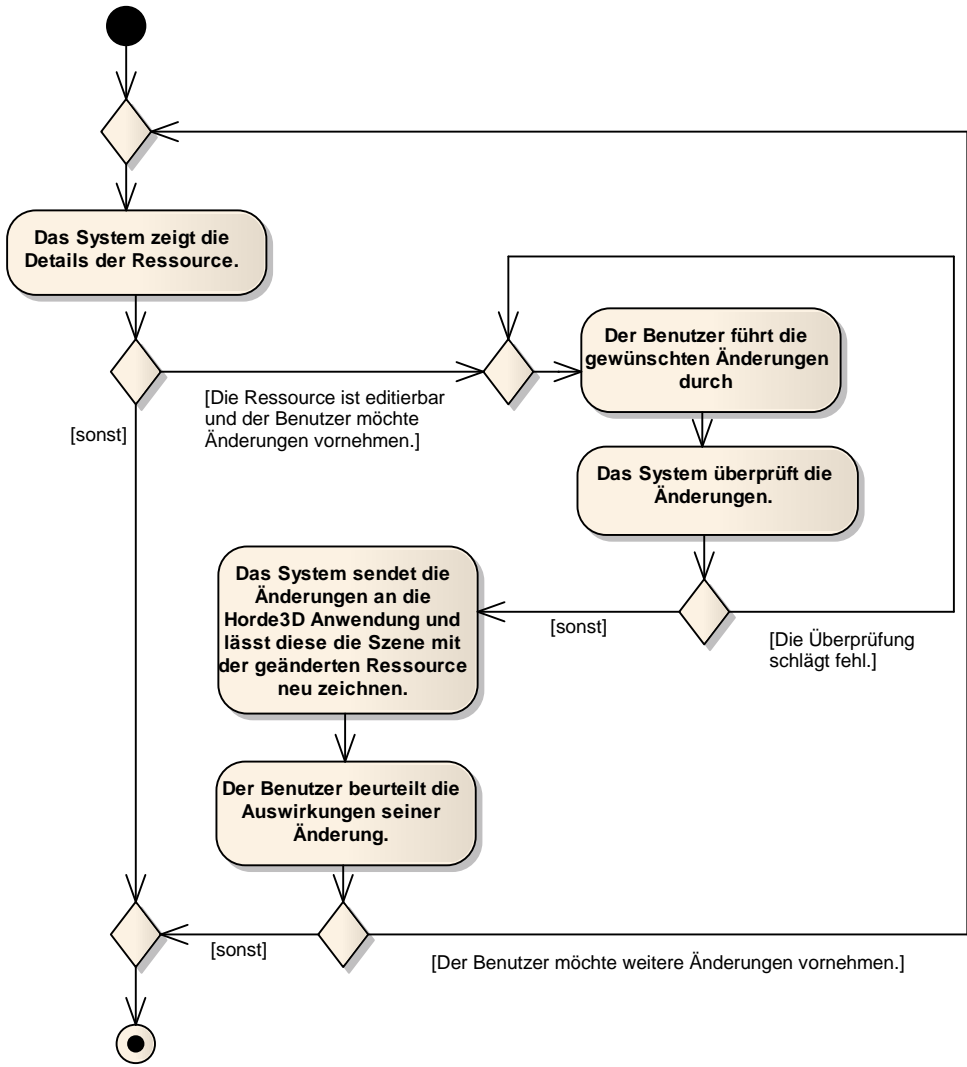 Das System zeigt die
Details der Ressource.
Der Benutzer führt die
gewünschten Änderungen
durch
[Die Ressource ist editierbar
und der Benutzer möchte
Änderungen vornehmen.]
[sonst]
Das System überprüft die
Änderungen.
Das System sendet die
Änderungen an die
Horde3D Anwendung und
lässt diese die Szene mit
der geänderten Ressource
neu zeichnen.
[sonst]
[Die Überprüfung
schlägt fehl.]
Der Benutzer beurteilt die
Auswirkungen seiner
Änderung.
[sonst]
[Der Benutzer möchte weitere Änderungen vornehmen.]